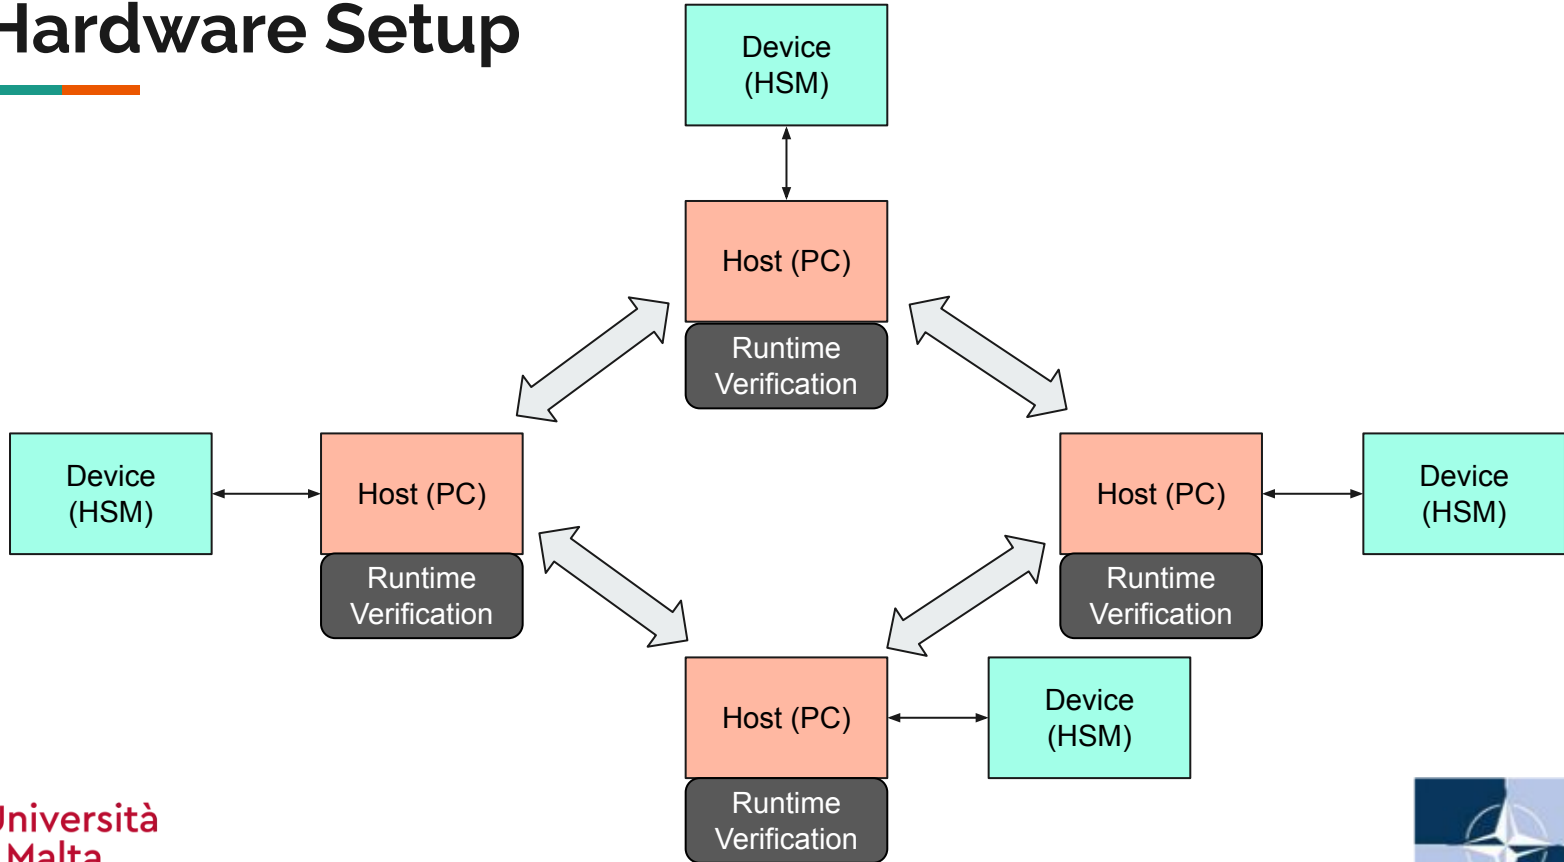 Hardware Setup
Device
(HSM)
Host (PC)
Runtime
Verification
Device
(HSM)
Host (PC)
Runtime
Verification
Host (PC)
Runtime
Verification
Device
(HSM)
Host (PC)
Runtime
Verification
Device
(HSM)
Università
Malta